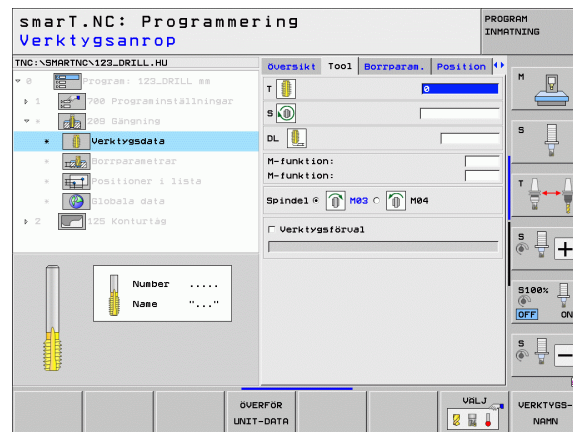 smarT.NC: Programmering
Verktygsanrop
PROGRAM
INMATNING
TNC:\SMARTNC\123_DRILL.HU
0 Program: 123_DRILL mm
1 700 Programinställningar
* 209 Gängning
* Verktygsdata
* Borrparametrar
* Positioner i lista
* Globala data
2 125 Konturtåg
Number .....
Name "..."
Översikt Tool Borrparam. Position
T 0
S
DL
M-funktion:
M-funktion:
Spindel M03 M04
Verktygsförval
M
S
T
S
S100%
OFF ON
S
ÖVERFÖR
UNIT-DATA
VÄLJ
VERKTYGS-
NAMN